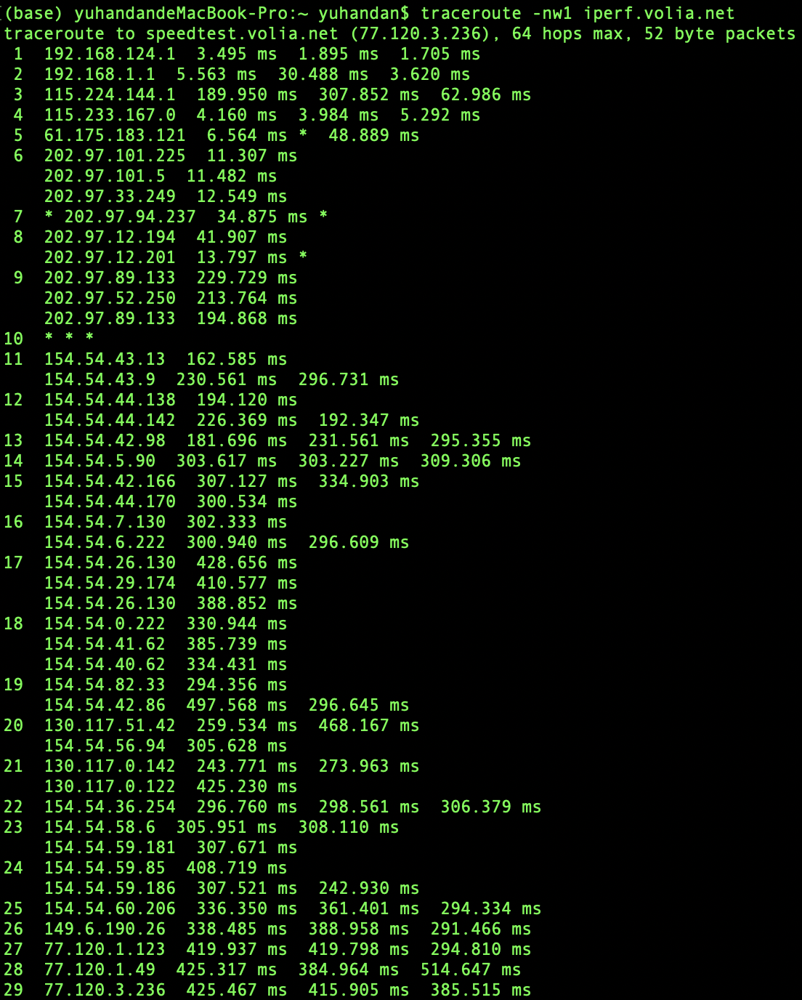 (base) yuhandandeMacBook-Pro:~ yuhandan$ traceroute -nw1 iperf.volia.net
traceroute to speedtest.volia.net (77.120.3.236), 64 hops max, 52 byte packets
 1  192.168.124.1  3.495 ms  1.895 ms  1.705 ms
 2  192.168.1.1  5.563 ms  30.488 ms  3.620 ms
 3  115.224.144.1  189.950 ms  307.852 ms  62.986 ms
 4  115.233.167.0  4.160 ms  3.984 ms  5.292 ms
 5  61.175.183.121  6.564 ms *  48.889 ms
 6  202.97.101.225  11.307 ms
    202.97.101.5  11.482 ms
    202.97.33.249  12.549 ms
 7  * 202.97.94.237  34.875 ms *
 8  202.97.12.194  41.907 ms
    202.97.12.201  13.797 ms *
 9  202.97.89.133  229.729 ms
    202.97.52.250  213.764 ms
    202.97.89.133  194.868 ms
10  * * *
11  154.54.43.13  162.585 ms
    154.54.43.9  230.561 ms  296.731 ms
12  154.54.44.138  194.120 ms
    154.54.44.142  226.369 ms  192.347 ms
13  154.54.42.98  181.696 ms  231.561 ms  295.355 ms
14  154.54.5.90  303.617 ms  303.227 ms  309.306 ms
15  154.54.42.166  307.127 ms  334.903 ms
    154.54.44.170  300.534 ms
16  154.54.7.130  302.333 ms
    154.54.6.222  300.940 ms  296.609 ms
17  154.54.26.130  428.656 ms
    154.54.29.174  410.577 ms
    154.54.26.130  388.852 ms
18  154.54.0.222  330.944 ms
    154.54.41.62  385.739 ms
    154.54.40.62  334.431 ms
19  154.54.82.33  294.356 ms
    154.54.42.86  497.568 ms  296.645 ms
20  130.117.51.42  259.534 ms  468.167 ms
    154.54.56.94  305.628 ms
21  130.117.0.142  243.771 ms  273.963 ms
    130.117.0.122  425.230 ms
22  154.54.36.254  296.760 ms  298.561 ms  306.379 ms
23  154.54.58.6  305.951 ms  308.110 ms
    154.54.59.181  307.671 ms
24  154.54.59.85  408.719 ms
    154.54.59.186  307.521 ms  242.930 ms
25  154.54.60.206  336.350 ms  361.401 ms  294.334 ms
26  149.6.190.26  338.485 ms  388.958 ms  291.466 ms
27  77.120.1.123  419.937 ms  419.798 ms  294.810 ms
28  77.120.1.49  425.317 ms  384.964 ms  514.647 ms
29  77.120.3.236  425.467 ms  415.905 ms  385.515 ms